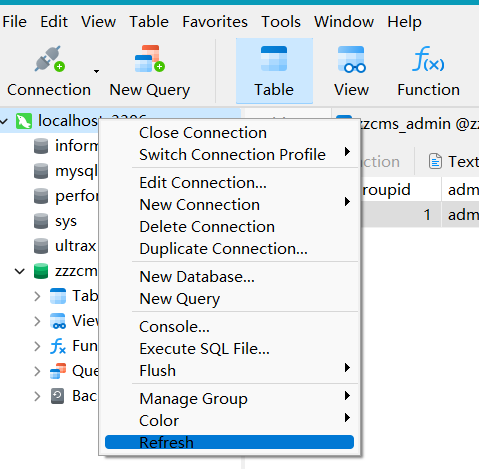 File Edit View Table Favorites Tools Window Help
Connection New Query Table View Function
localhost_3306
zzcms_admin @z
Close Connection
Switch Connection Profile
Edit Connection...
New Connection
Delete Connection
Duplicate Connection...
New Database...
New Query
Console...
Execute SQL File...
Flush
Manage Group
Color
Refresh
inform
mysql
perfor
sys
ultrax
zzzcm
Tab
View
Fun
Que
Bac
ction Text
roupid adm
1 adm